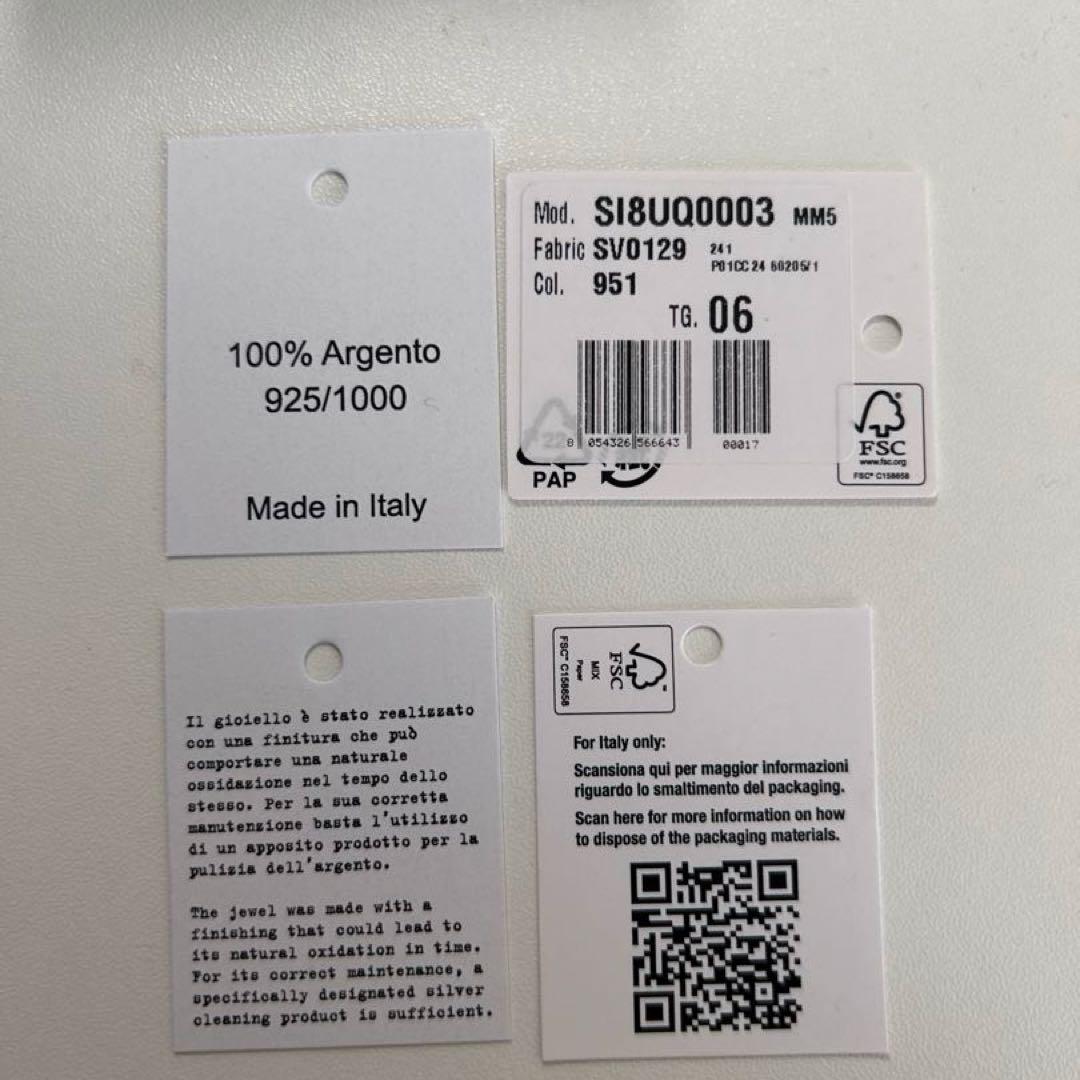 100% Argento
925/1000
Made in Italy
Mod. SI8UQ0003 MM5
Fabric SV0129 241
P01CC24 60205/1
Col. 951
TG. 06
8 054326 566643 00017
22
PAP
FSC
www.fsc.org
FSC® C158658
Il gioiello è stato realizzato
con una finitura che può
comportare una naturale
ossidazione nel tempo dello
stesso. Per la sua corretta
manutenzione basta l'utilizzo
di un apposito prodotto per la
pulizia dell'argento.
The jewel was made with a
finishing that could lead to
its natural oxidation in time.
For its correct maintenance, a
specifically designated silver
cleaning product is sufficient.
FSC
MIX
Paper
FSC™ C158658
For Italy only:
Scansiona qui per maggior informazioni
riguardo lo smaltimento del packaging.
Scan here for more information on how
to dispose of the packaging materials.